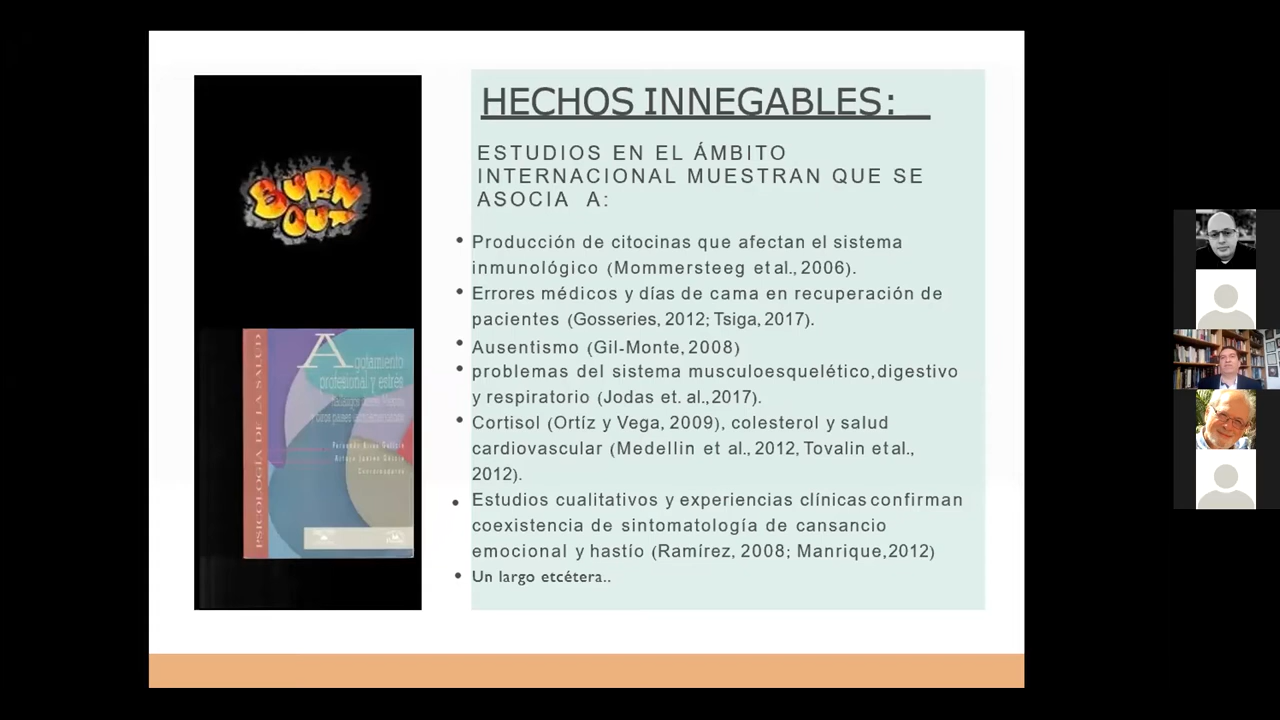 HECHOS INNEGABLES: _
ESTUDIOS EN EL ÁMBITO
INTERNACIONAL MUESTRAN QUE SE
ASOCIA A:
• Producción de citocinas que afectan el sistema
inmunológico (Mommersteeg et al., 2006).
• Errores médicos y días de cama en recuperación de
pacientes (Gosseries, 2012; Tsiga, 2017).
• Ausentismo (Gil-Monte, 2008)
• problemas del sistema musculoesquelético, digestivo
y respiratorio (Jodas et. al., 2017).
• Cortisol (Ortíz y Vega, 2009), colesterol y salud
cardiovascular (Medellin et al., 2012, Tovalin et al.,
2012).
• Estudios cualitativos y experiencias clínicas confirman
coexistencia de sintomatología de cansancio
emocional y hastío (Ramírez, 2008; Manrique, 2012)
• Un largo etcétera..
BURN
OUT
PSICOLOGÍA DE LA SALUD
Agotamiento
profesional y estrés